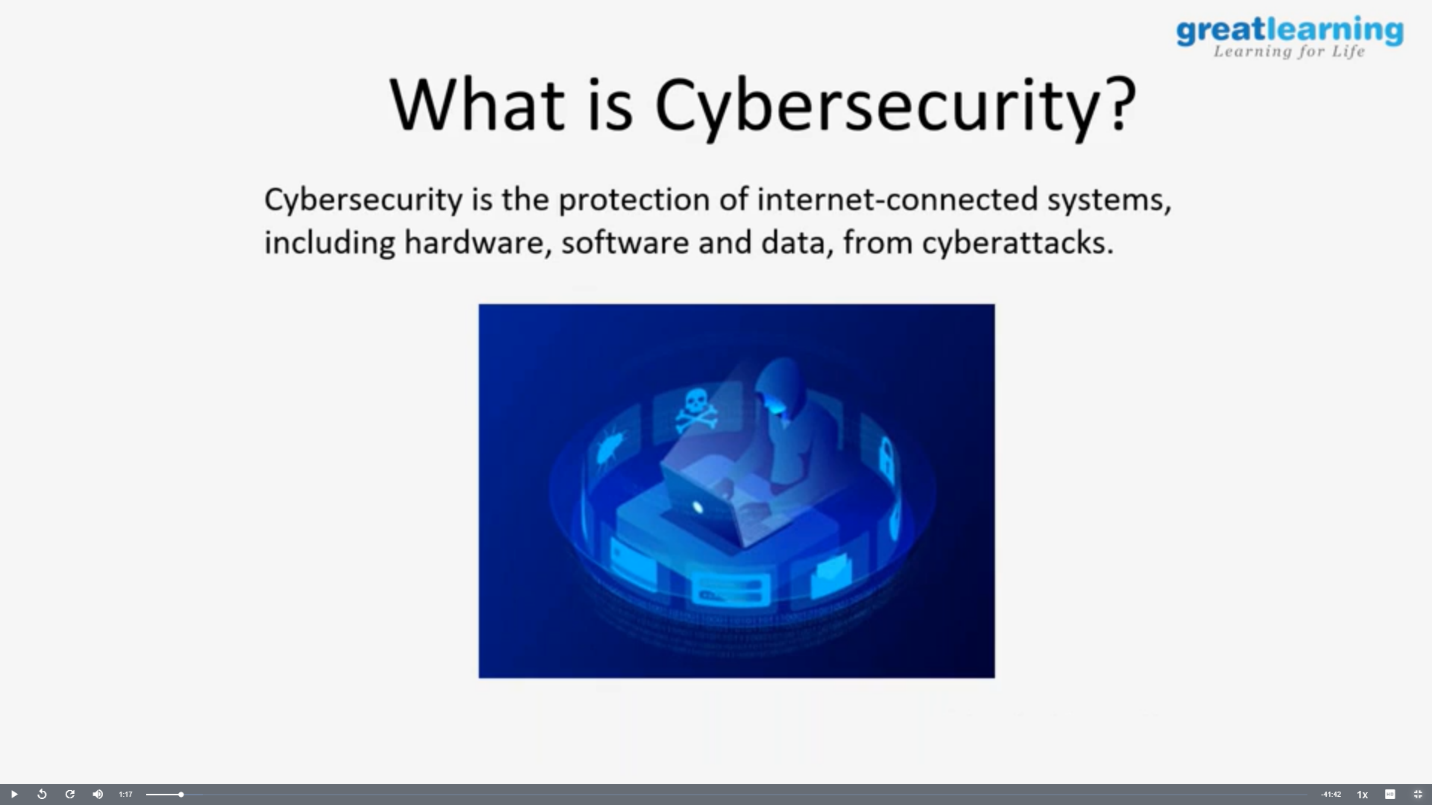 greatlearning
Learning for Life
What is Cybersecurity?
Cybersecurity is the protection of internet-connected systems,
including hardware, software and data, from cyberattacks.
1:17
-41:42
1x